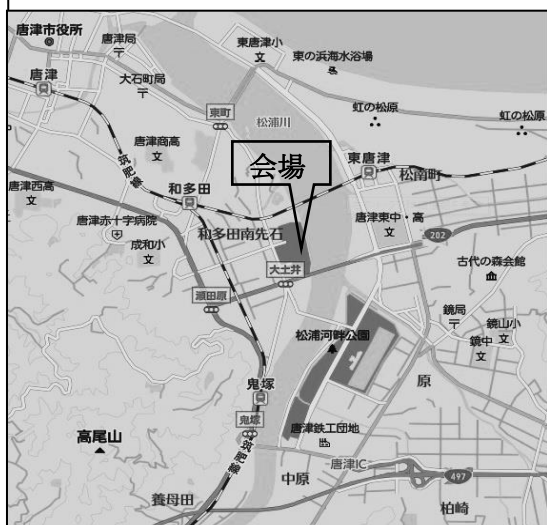 唐津市役所
唐津局
東唐津小
東の浜海水浴場
唐津
大石町局
東町
松浦川
虹の松原
虹の松原
唐津商高
会場
東唐津
筑肥線
松南町
唐津西高
和多田
唐津東中・高
唐津赤十字病院
和多田南先石
202
成和小
大土井
古代の森会館
瀬田原
鏡局
鏡山小
松浦河畔公園
鏡中
原
鬼塚
鬼塚
唐津鉄工団地
高尾山
筑肥線
唐津IC
中原
497
養母田
柏崎